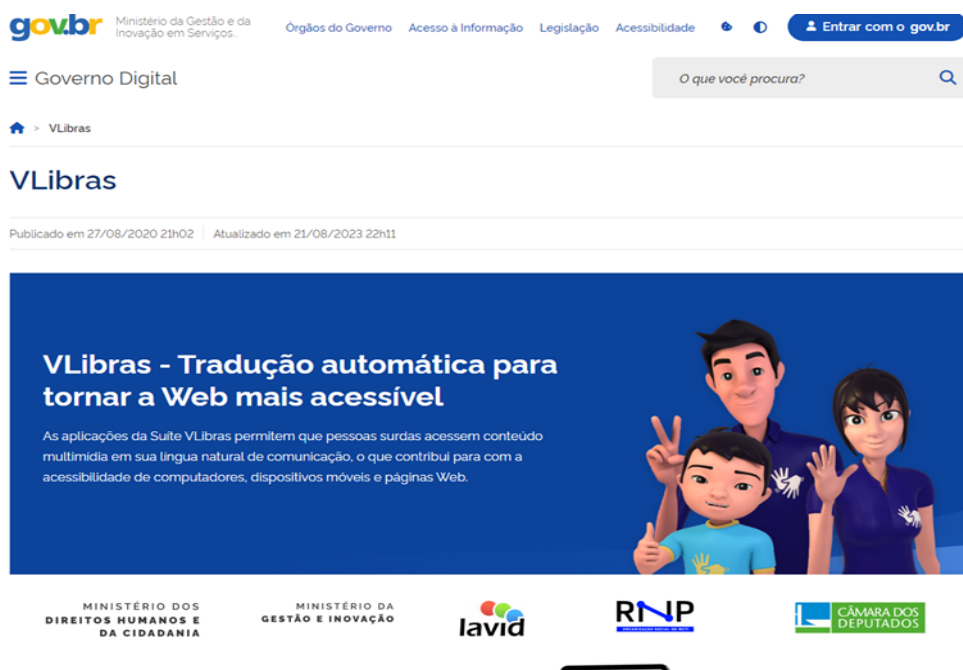 gov.br
Ministério da Gestão e da
Inovação em Serviços..
Órgãos do Governo Acesso à Informação Legislação Acessibilidade
Entrar com o gov.br
Governo Digital
O que você procura?
> VLibras
VLibras
Publicado em 27/08/2020 21h02 Atualizado em 21/08/2023 22h11
VLibras - Tradução automática para
tornar a Web mais acessível
As aplicações da Suíte VLibras permitem que pessoas surdas acessem conteúdo
multimídia em sua língua natural de comunicação, o que contribui para com a
acessibilidade de computadores, dispositivos móveis e páginas Web.
MINISTÉRIO DOS
DIREITOS HUMANOS E
DA CIDADANIA
MINISTÉRIO DA
GESTÃO E INOVAÇÃO
lavid
RNP
ORGANIZAÇÃO SOCIAL DO MCTI
CÂMARA DOS
DEPUTADOS